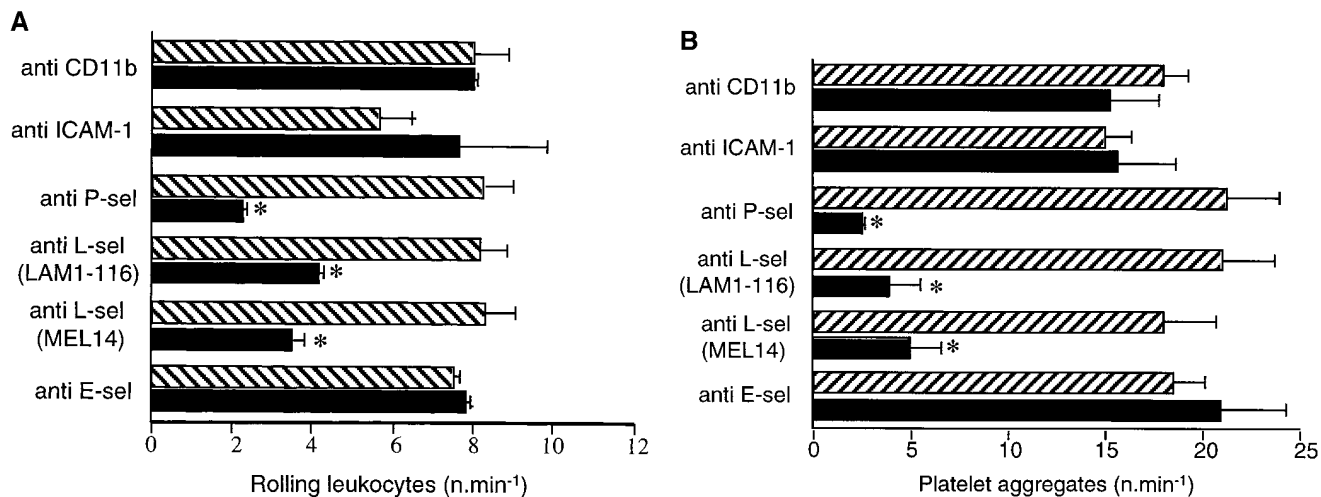 A
anti CD11b
anti ICAM-1
anti P-sel
*
anti L-sel
(LAM1-116)
*
anti L-sel
(MEL14)
*
anti E-sel
0 2 4 6 8 10 12
Rolling leukocytes (n.min⁻¹)
B
anti CD11b
anti ICAM-1
anti P-sel
*
anti L-sel
(LAM1-116)
*
anti L-sel
(MEL14)
*
anti E-sel
0 5 10 15 20 25
Platelet aggregates (n.min⁻¹)